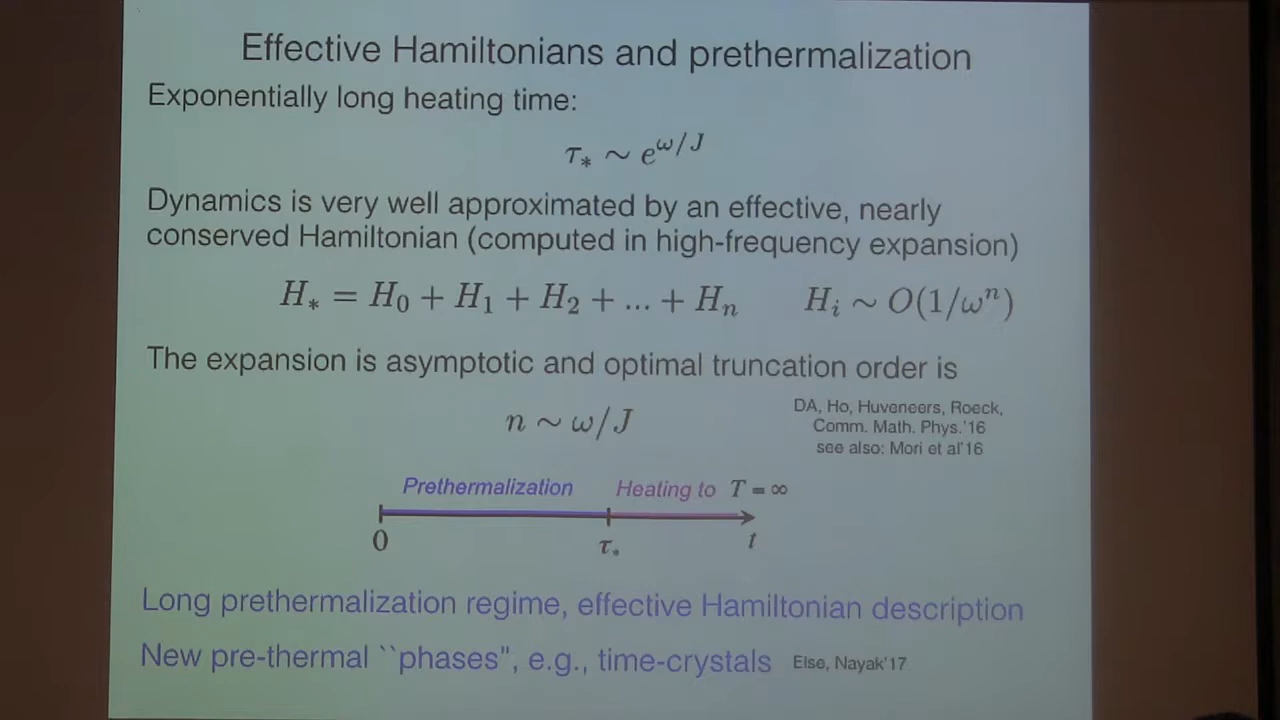 Effective Hamiltonians and prethermalization
Exponentially long heating time:
τ* ~ e^{ω/J}
Dynamics is very well approximated by an effective, nearly
conserved Hamiltonian (computed in high-frequency expansion)
H* = H₀ + H₁ + H₂ + ... + Hₙ    Hᵢ ~ O(1/ωⁿ)
The expansion is asymptotic and optimal truncation order is
n ~ ω/J
DA, Ho, Huveneers, Roeck,
Comm. Math. Phys.'16
see also: Mori et al'16
Prethermalization    Heating to T = ∞
0    τ*    t
Long prethermalization regime, effective Hamiltonian description
New pre-thermal ``phases", e.g., time-crystals Else, Nayak'17